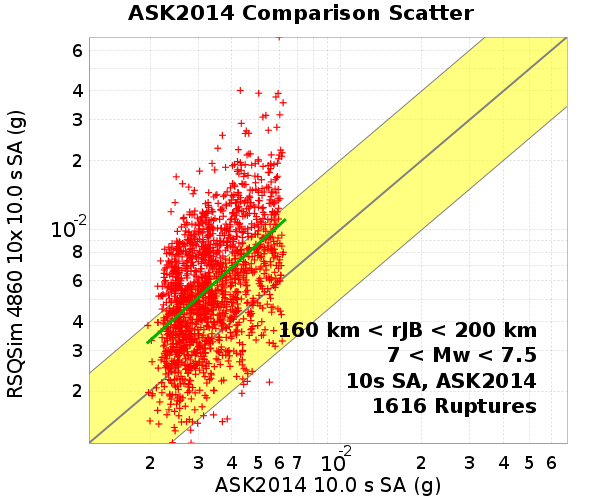 ASK2014 Comparison Scatter
RSQSim 4860 10x 10.0 s SA (g)
6
4
3
2
10-2
8
6
4
3
2
160 km < rJB < 200 km
7 < Mw < 7.5
10s SA, ASK2014
1616 Ruptures
2 3 4 5 6 7 10-2 2 3 4 5 6
ASK2014 10.0 s SA (g)